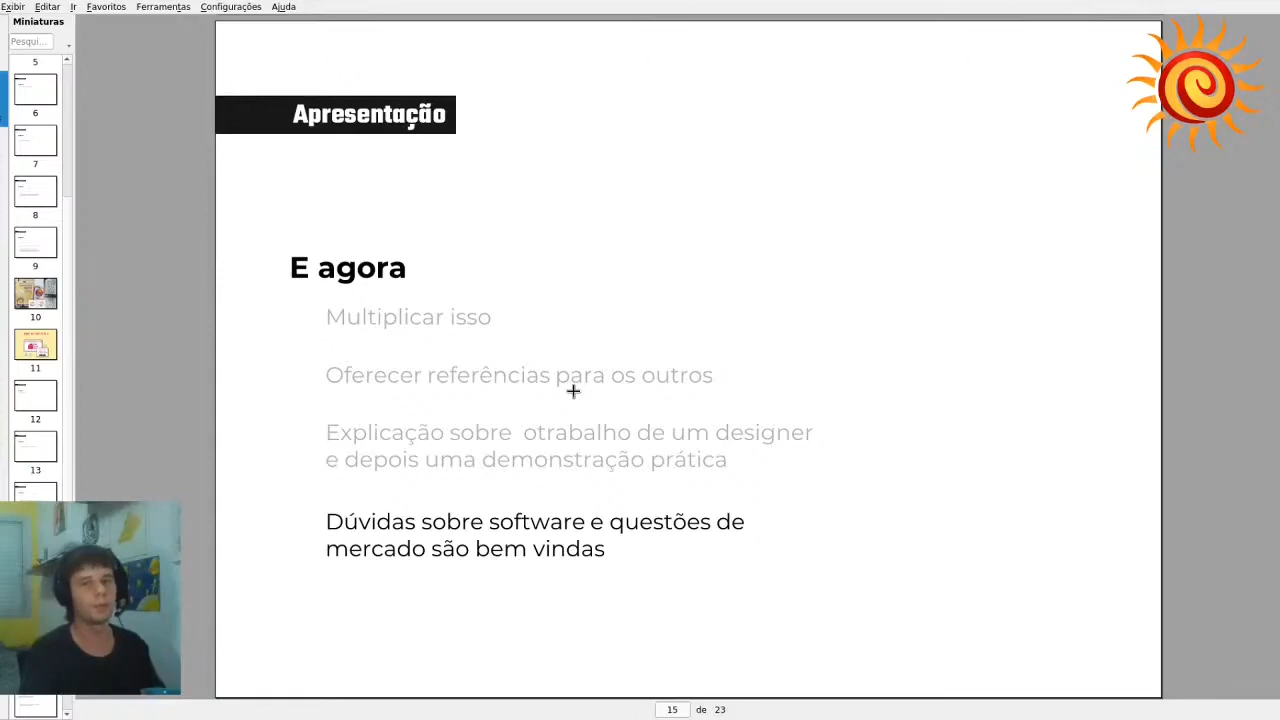 Exibir Editar Ir Favoritos Ferramentas Configurações Ajuda
Miniaturas
Pesqui...
5
6
7
8
9
10
11
12
13
Apresentação
E agora
Multiplicar isso
Oferecer referências para os outros
Explicação sobre otrabalho de um designer
e depois uma demonstração prática
Dúvidas sobre software e questões de
mercado são bem vindas
15 de 23